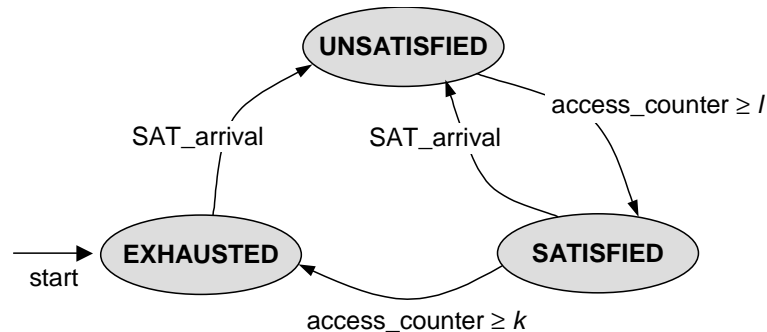 UNSATISFIED
access_counter ≥ l
SAT_arrival
SAT_arrival
EXHAUSTED
SATISFIED
start
access_counter ≥ k